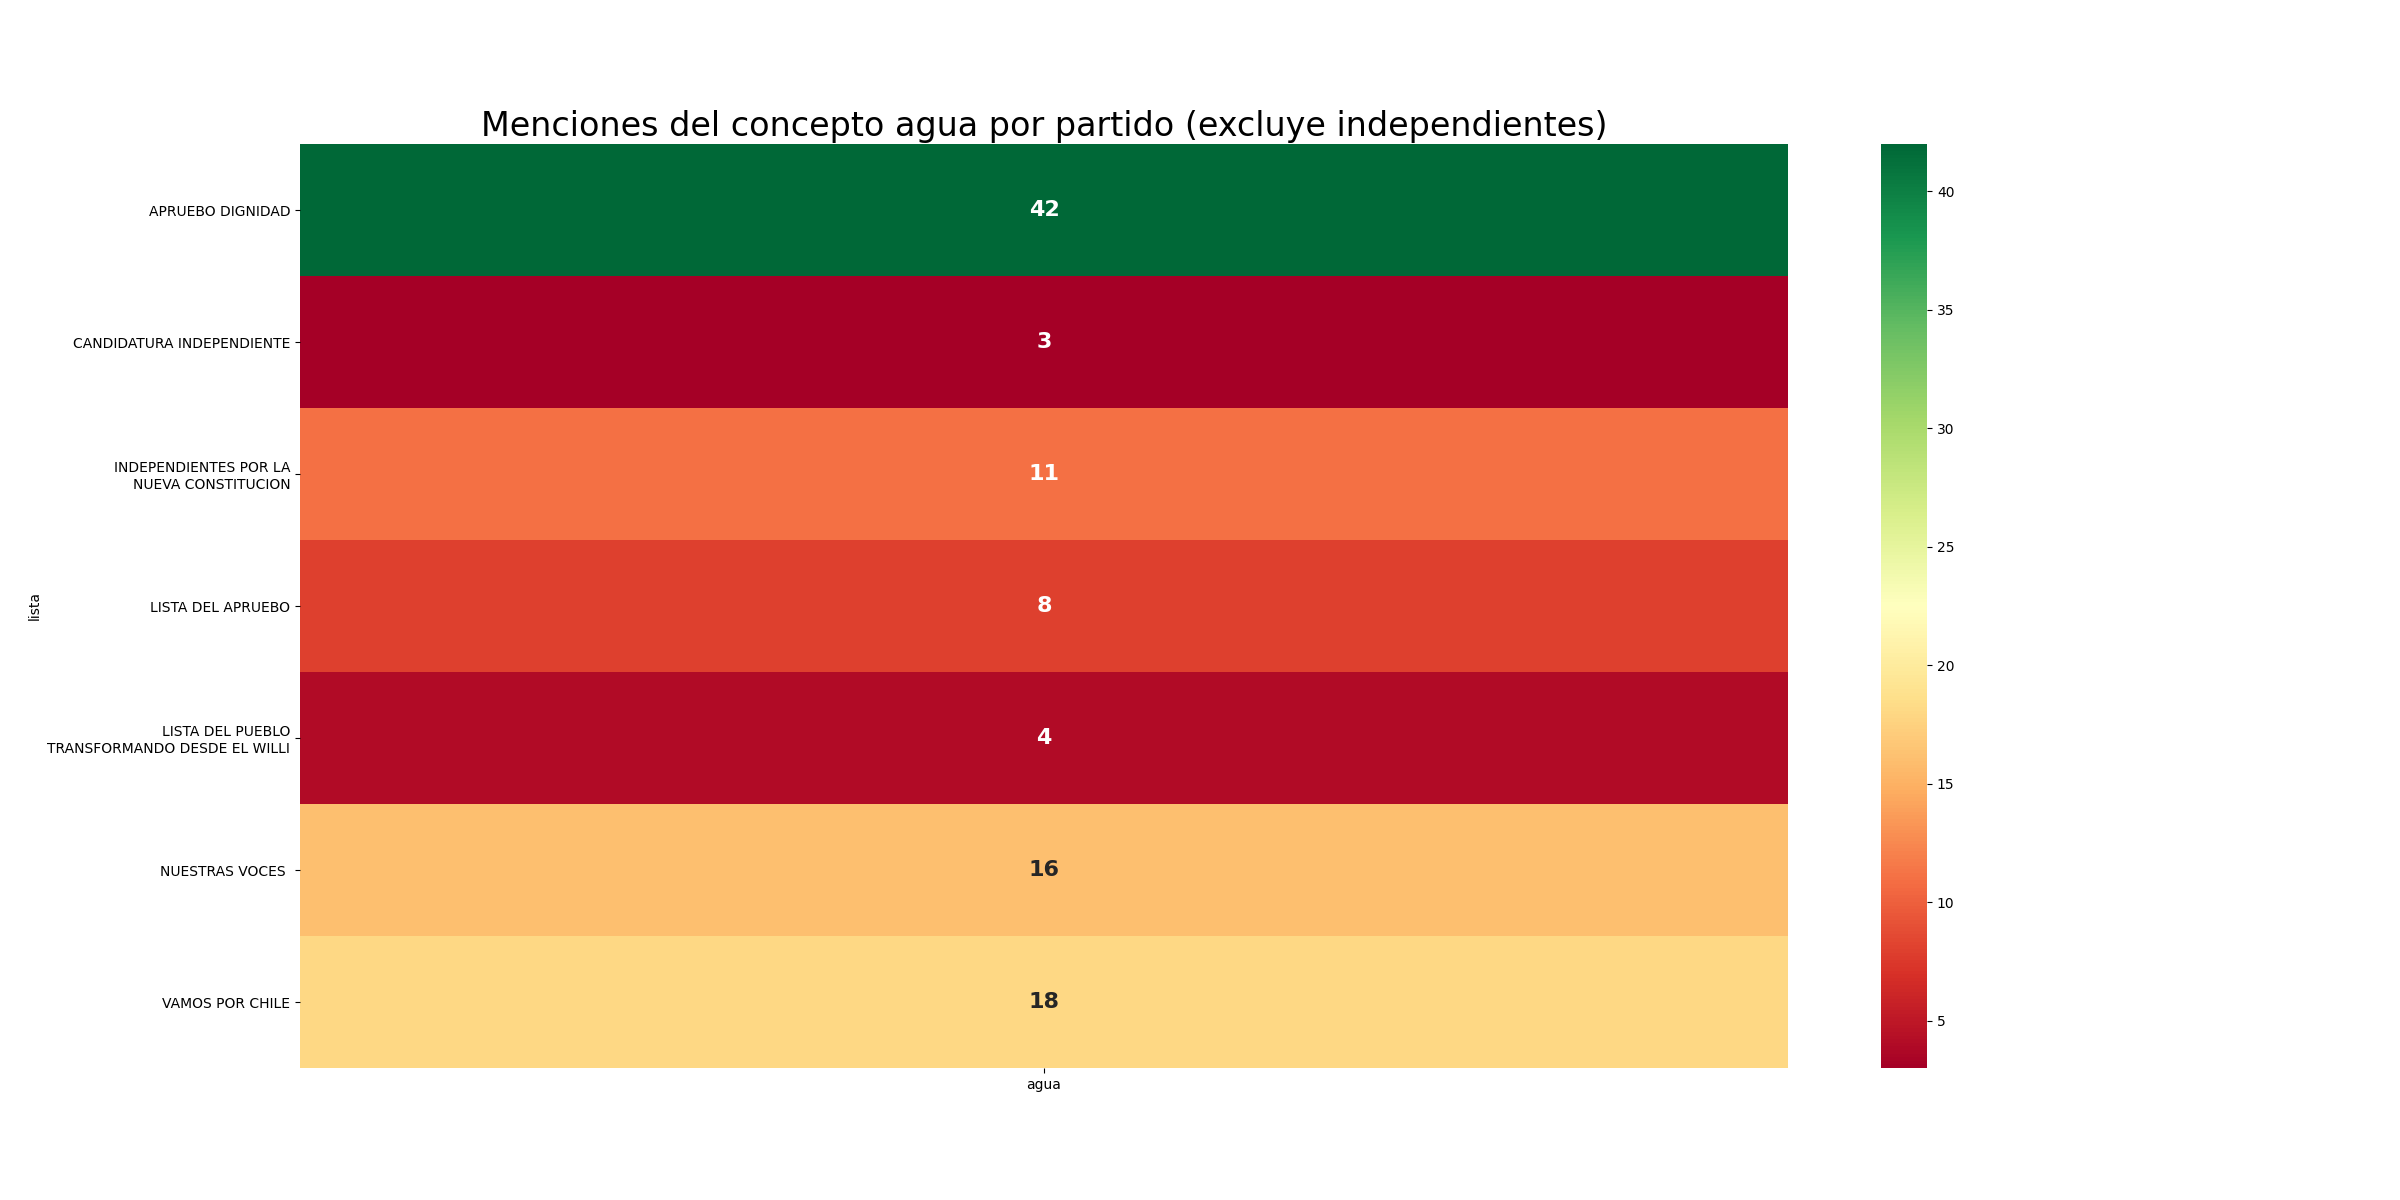 Menciones del concepto agua por partido (excluye independientes)
lista
APRUEBO DIGNIDAD
42
CANDIDATURA INDEPENDIENTE
3
INDEPENDIENTES POR LA
NUEVA CONSTITUCION
11
LISTA DEL APRUEBO
8
LISTA DEL PUEBLO
TRANSFORMANDO DESDE EL WILLI
4
NUESTRAS VOCES
16
VAMOS POR CHILE
18
agua
40
35
30
25
20
15
10
5